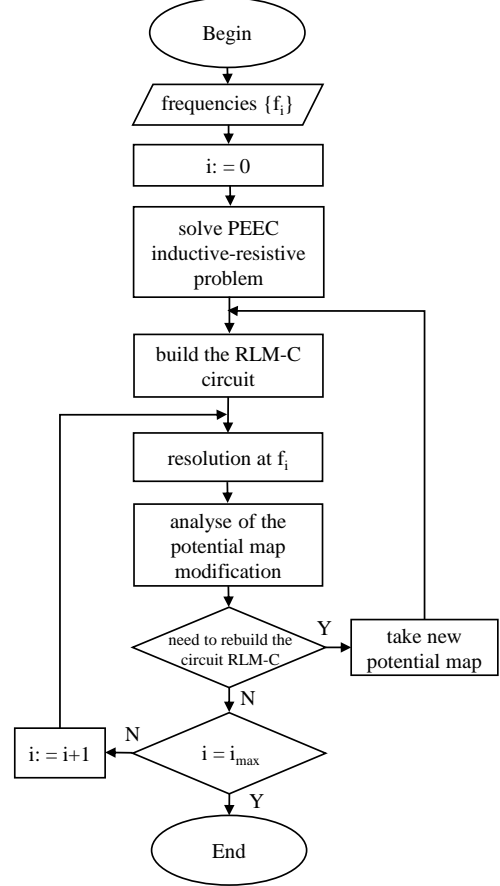 Begin
frequencies {fᵢ}
i: = 0
solve PEEC
inductive-resistive
problem
build the RLM-C
circuit
resolution at fᵢ
analyse of the
potential map
modification
need to rebuild the
circuit RLM-C
Y
take new
potential map
N
i = iₘₐₓ
N
i: = i+1
Y
End